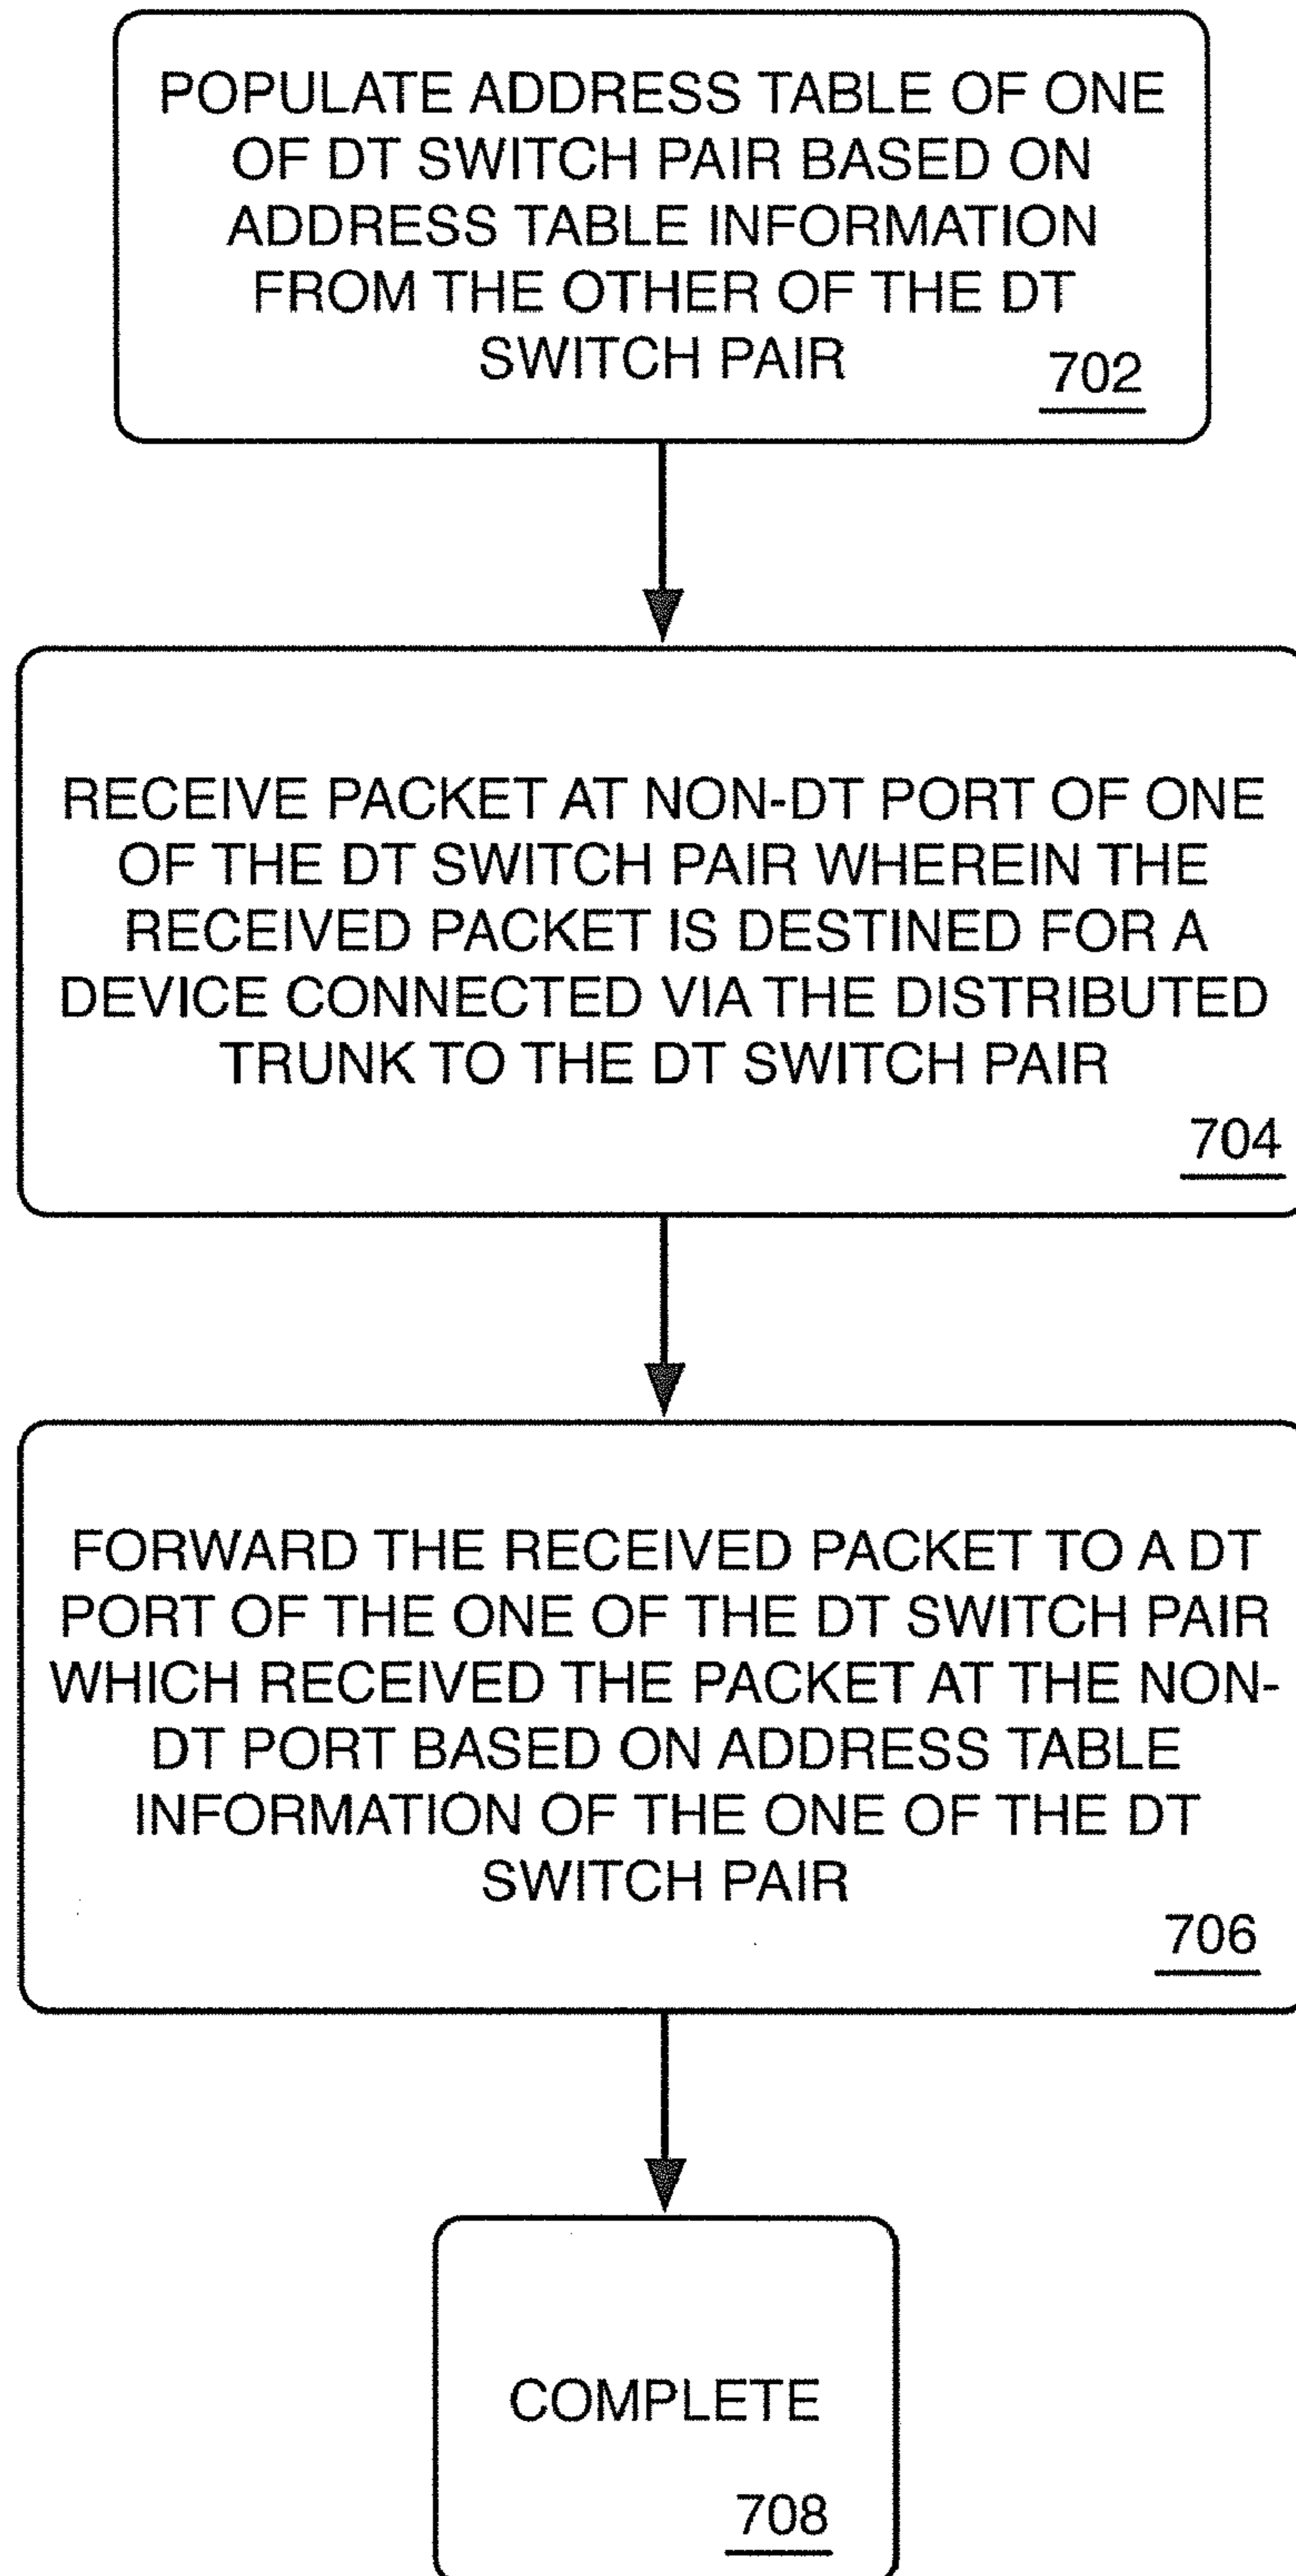 POPULATE ADDRESS TABLE OF ONE
OF DT SWITCH PAIR BASED ON
ADDRESS TABLE INFORMATION
FROM THE OTHER OF THE DT
SWITCH PAIR
702
RECEIVE PACKET AT NON-DT PORT OF ONE
OF THE DT SWITCH PAIR WHEREIN THE
RECEIVED PACKET IS DESTINED FOR A
DEVICE CONNECTED VIA THE DISTRIBUTED
TRUNK TO THE DT SWITCH PAIR
704
FORWARD THE RECEIVED PACKET TO A DT
PORT OF THE ONE OF THE DT SWITCH PAIR
WHICH RECEIVED THE PACKET AT THE NON-
DT PORT BASED ON ADDRESS TABLE
INFORMATION OF THE ONE OF THE DT
SWITCH PAIR
706
COMPLETE
708